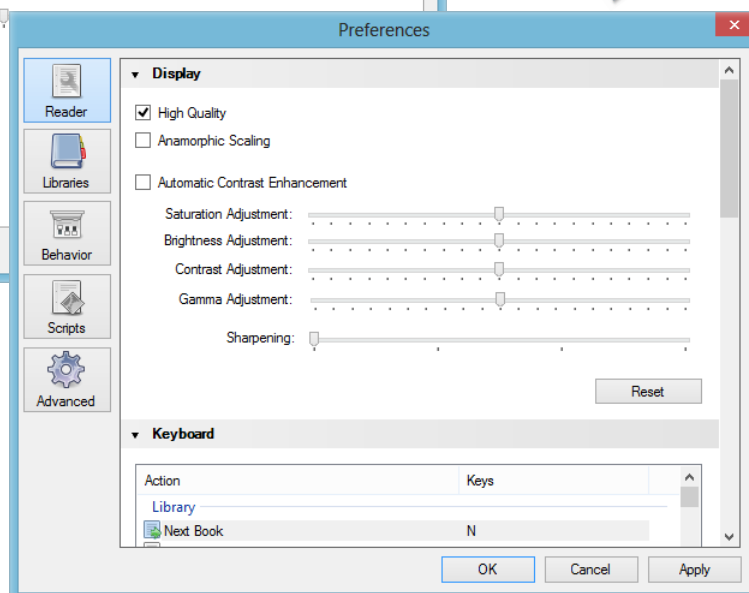 Preferences
Reader
Libraries
Behavior
Scripts
Advanced
Display
High Quality
Anamorphic Scaling
Automatic Contrast Enhancement
Saturation Adjustment:
Brightness Adjustment:
Contrast Adjustment:
Gamma Adjustment:
Sharpening:
Reset
Keyboard
Action Keys
Library
Next Book N
OK Cancel Apply